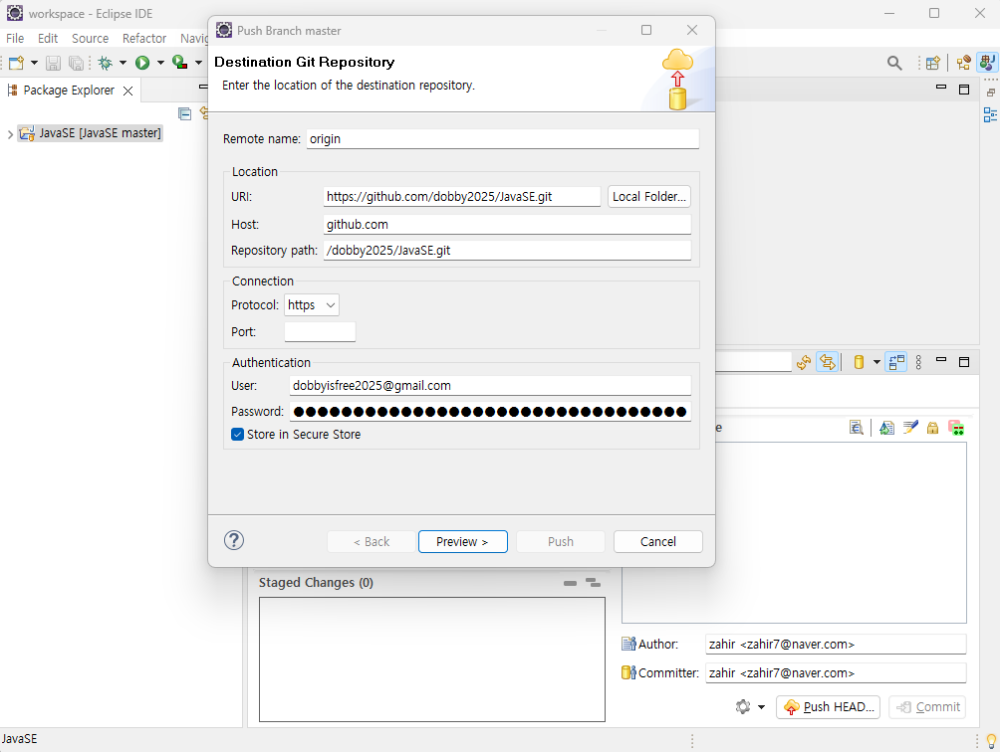 workspace - Eclipse IDE
File Edit Source Refactor
Package Explorer
JavaSE [JavaSE master]
Push Branch master
Destination Git Repository
Enter the location of the destination repository.
Remote name: origin
Location
URI: https://github.com/dobby2025/JavaSE.git Local Folder...
Host: github.com
Repository path: /dobby2025/JavaSE.git
Connection
Protocol: https
Port:
Authentication
User: dobbyisfree2025@gmail.com
Password: ●●●●●●●●●●●●●●●●●●●●●●●●●●●●●●●●●
Store in Secure Store
? < Back Preview > Push Cancel
Staged Changes (0)
Author: zahir <zahir7@naver.com>
Committer: zahir <zahir7@naver.com>
Push HEAD... Commit
JavaSE